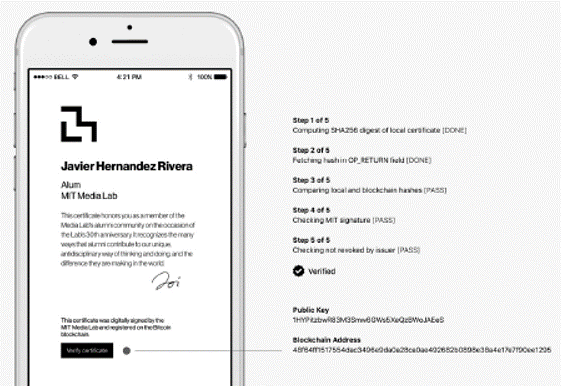 BELL
4:21 PM
100%
Javier Hernandez Rivera
Alum
MIT Media Lab
This certificate honors you as a member of the
Media Lab's alumni community on the occasion of
the Lab's 30th anniversary. It recognizes the many
ways that alumni contribute to our unique,
antidisciplinary way of thinking and doing, and the
difference they are making in the world.
Joi
This certificate was digitally signed by the
MIT Media Lab and registered on the Bitcoin
blockchain.
Verify certificate
Step 1 of 5
Computing SHA256 digest of local certificate [DONE]
Step 2 of 5
Fetching hash in OP_RETURN field [DONE]
Step 3 of 5
Comparing local and blockchain hashes [PASS]
Step 4 of 5
Checking MIT signature [PASS]
Step 5 of 5
Checking not revoked by issuer [PASS]
Verified
Public Key
Blockchain Address